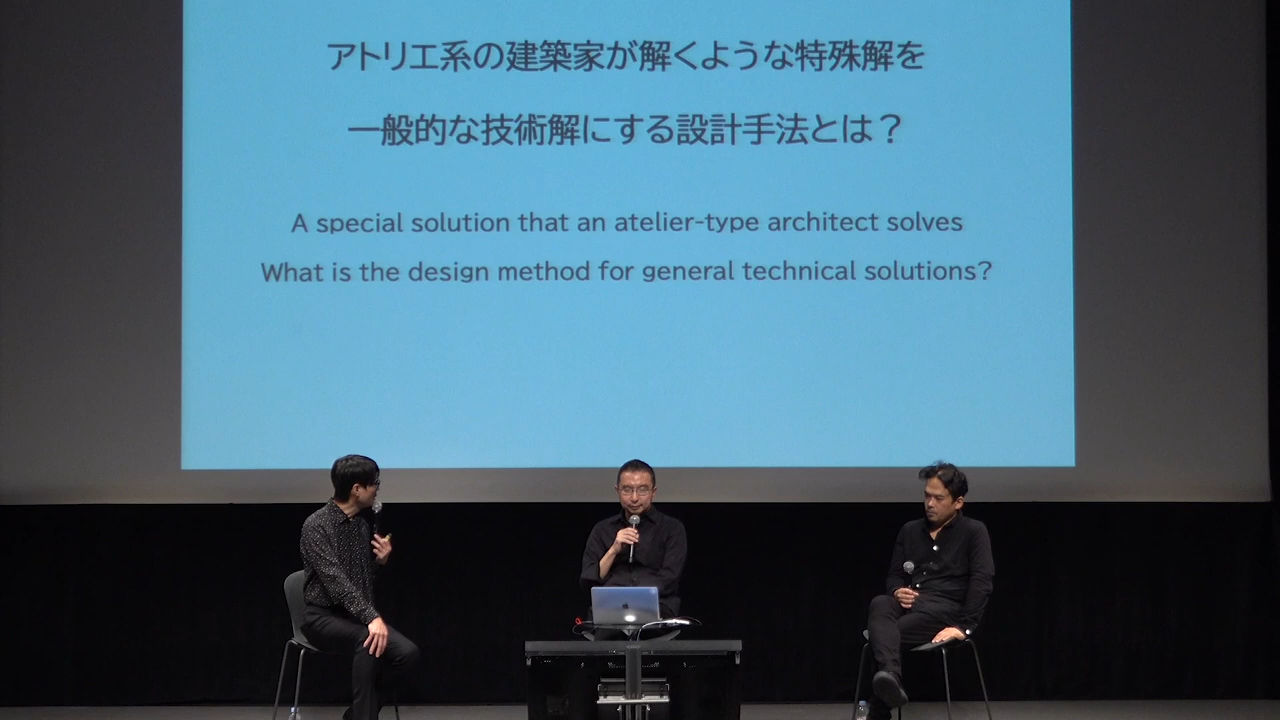 アトリエ系の建築家が解くような特殊解を
一般的な技術解にする設計手法とは？
A special solution that an atelier-type architect solves
What is the design method for general technical solutions?